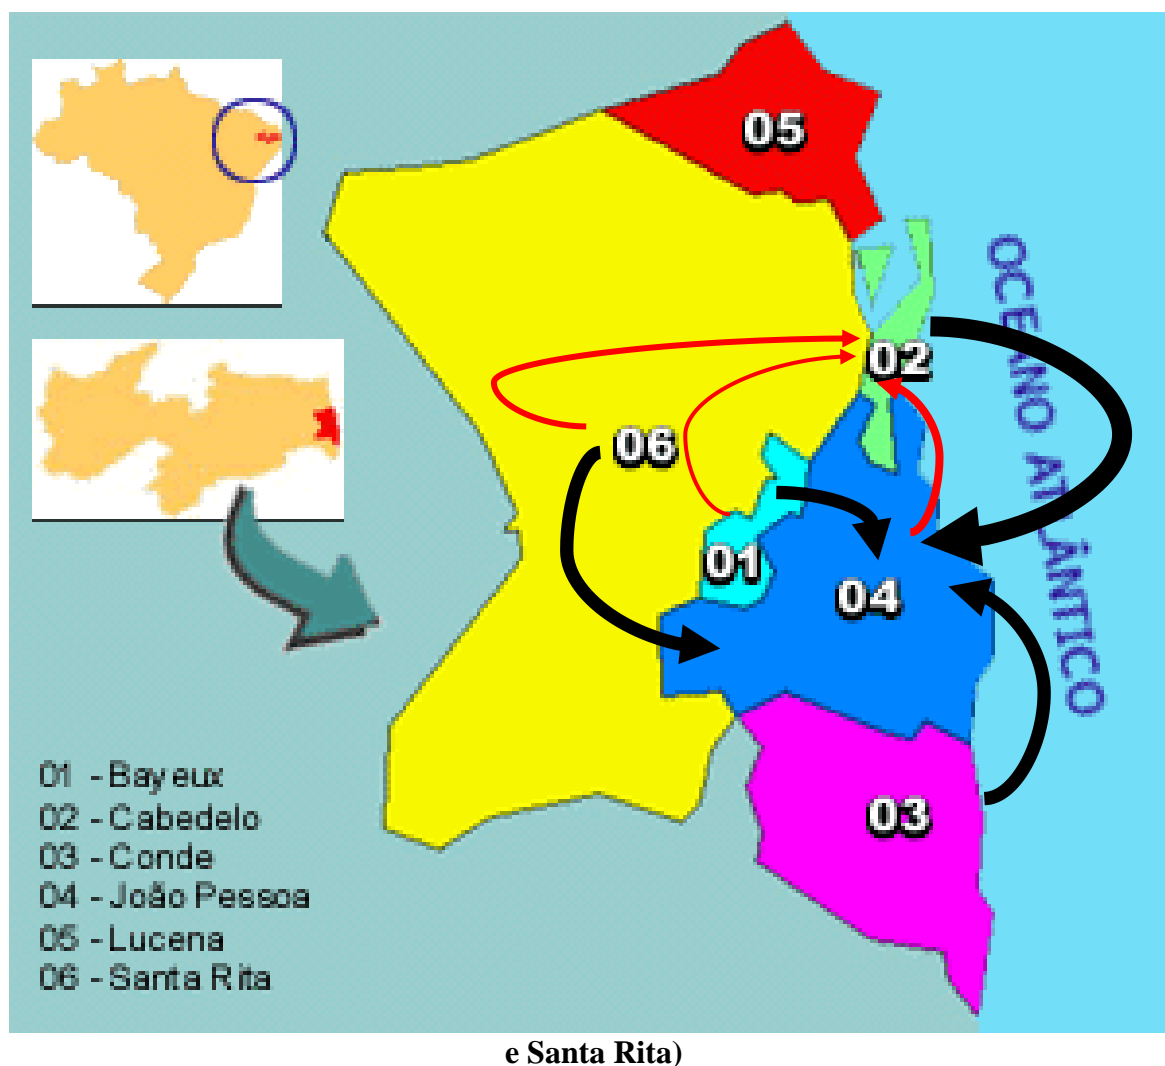 05
OCEANO ATLÂNTICO
02
06
01
04
03
01 - Bayeux
02 - Cabedelo
03 - Conde
04 - João Pessoa
05 - Lucena
06 - Santa Rita
e Santa Rita)